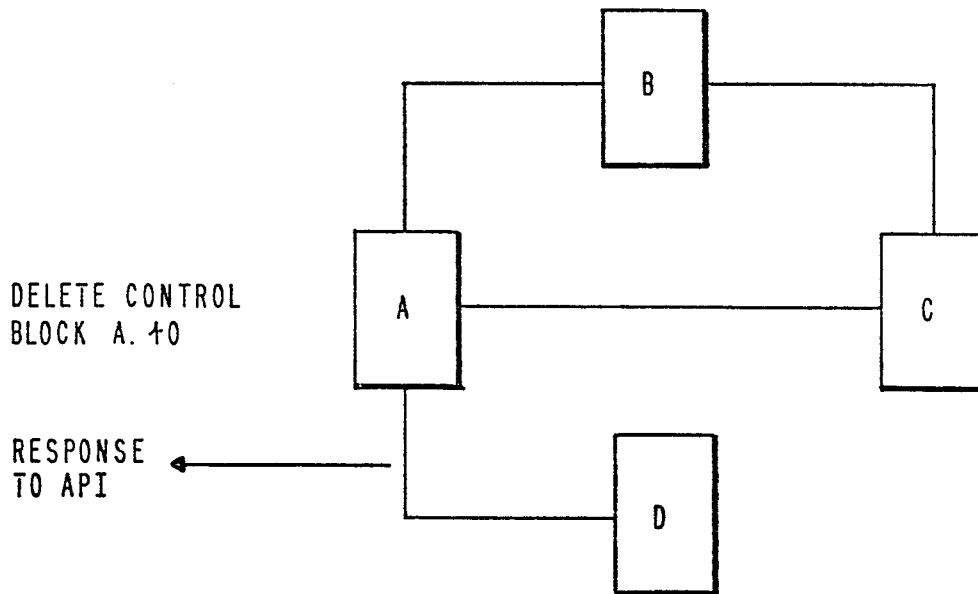 B
A
C
DELETE CONTROL
BLOCK A.10
RESPONSE
TO API
D